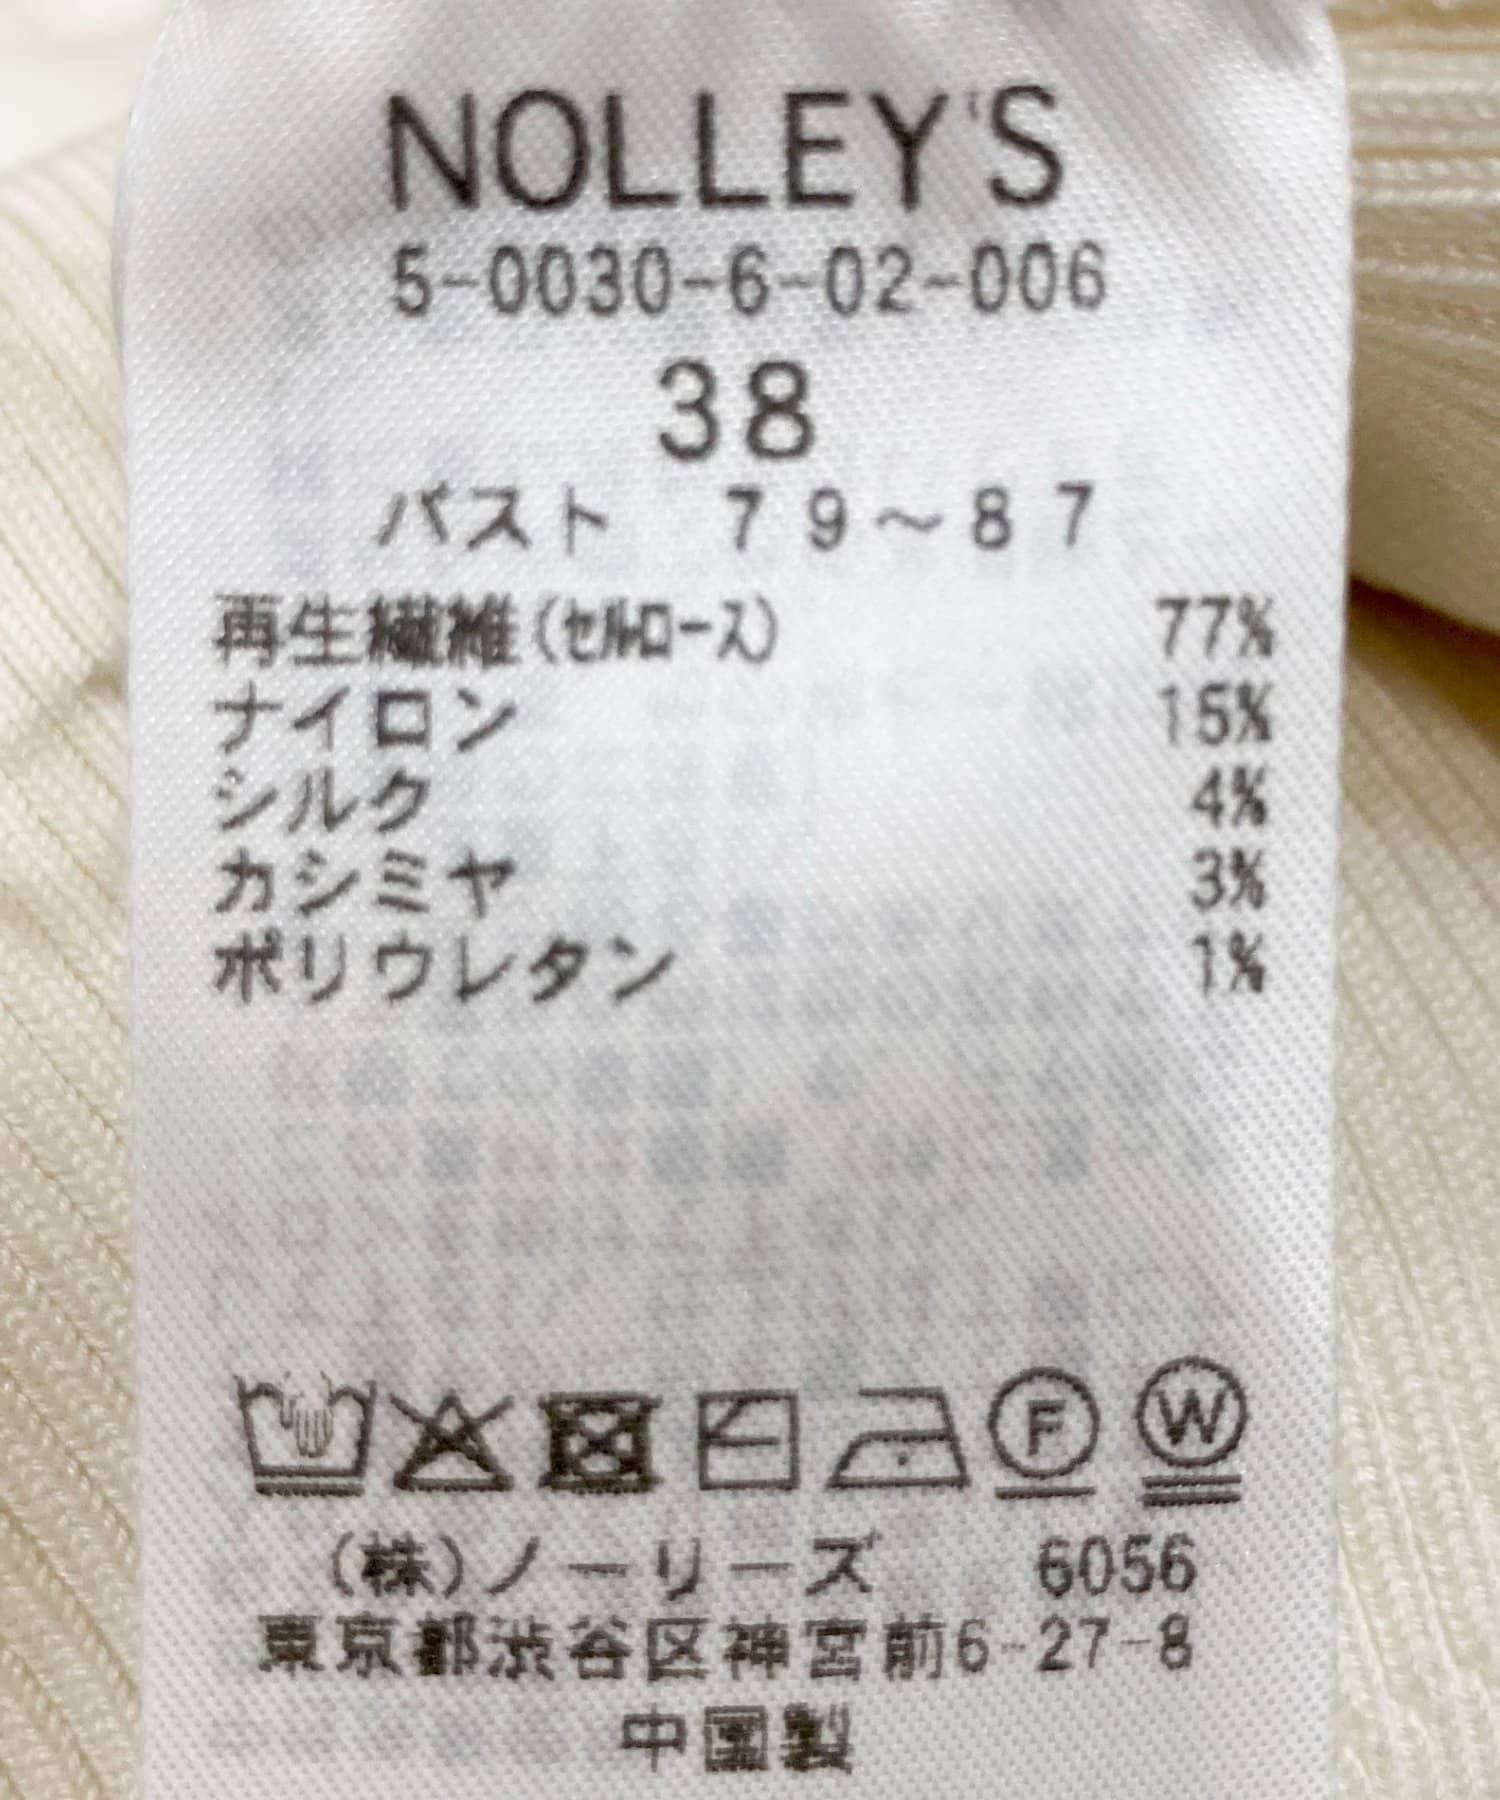 NOLLEY'S
5-0030-6-02-006
38
バスト 79～87
再生繊維(セルロース) 77%
ナイロン 15%
シルク 4%
カシミヤ 3%
ポリウレタン 1%
F W
(株)ノーリーズ 6056
東京都渋谷区神宮前6-27-8
中国製